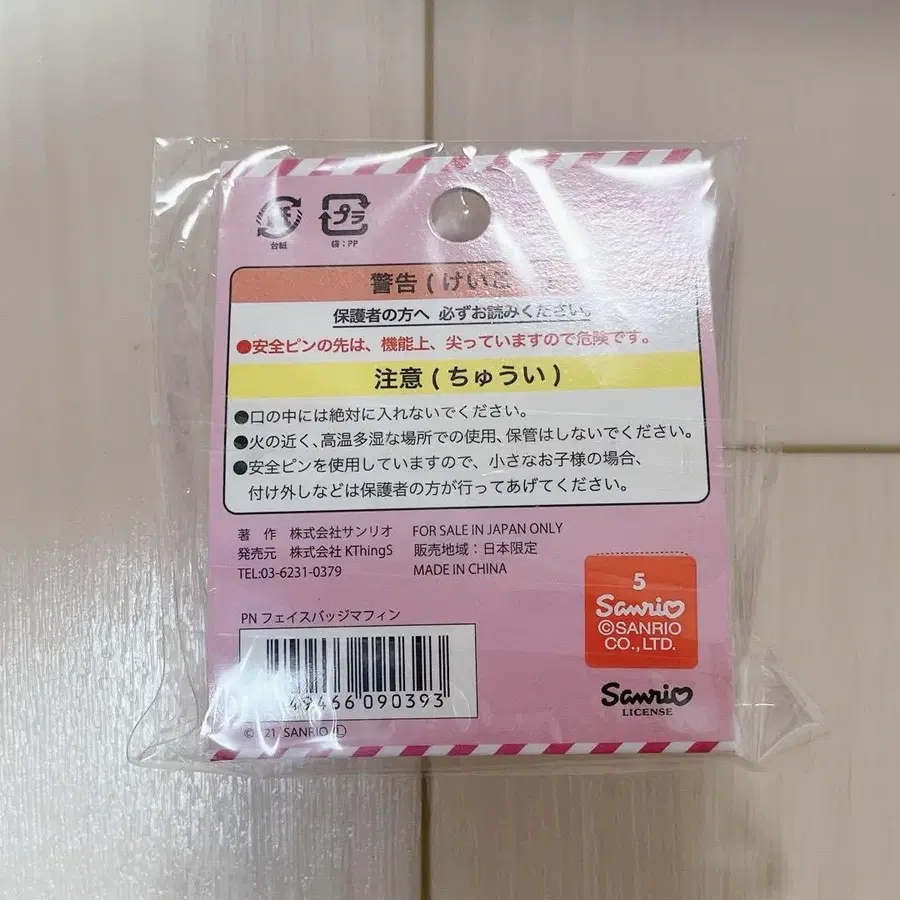 台紙
プラ
袋：PP
警告 ( けいこ
保護者の方へ 必ずお読みください。
●安全ピンの先は、機能上、尖っていますので危険です。
注意 ( ちゅうい )
●口の中には絶対に入れないでください。
●火の近く、高温多湿な場所での使用、保管はしないでください。
●安全ピンを使用していますので、小さなお子様の場合、
付け外しなどは保護者の方が行ってあげてください。
著 作 株式会社サンリオ FOR SALE IN JAPAN ONLY
発売元 株式会社 KThingS 販売地域：日本限定
TEL:03-6231-0379 MADE IN CHINA
PN フェイスバッジマフィン
49466 090393
21 SANRIO Ⓛ
5
Sanrio
©SANRIO
CO.,LTD.
Sanrio
LICENSE